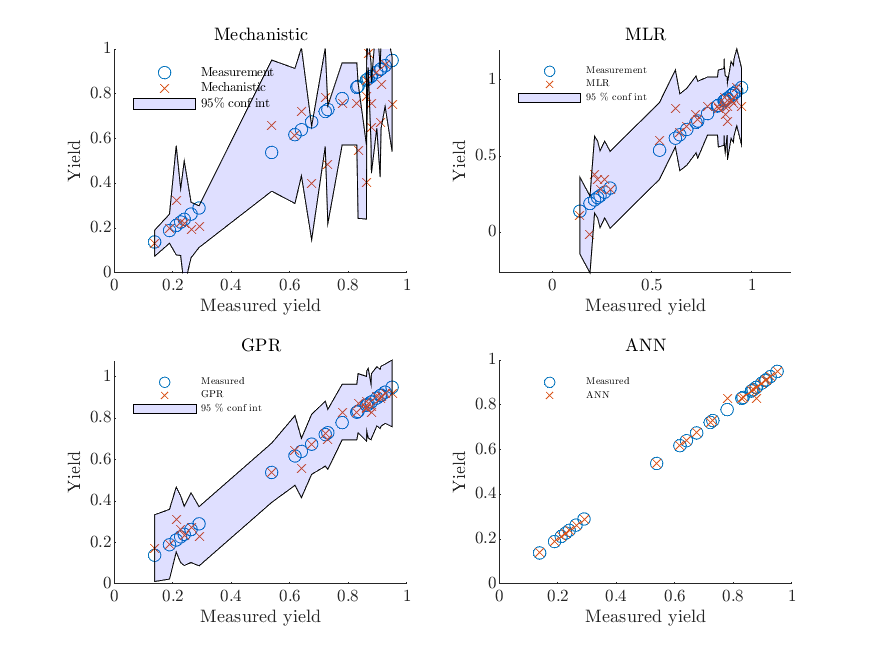 Mechanistic
Measurement
Mechanistic
95% conf int
Yield
1
0.8
0.6
0.4
0.2
0
0 0.2 0.4 0.6 0.8 1
Measured yield
MLR
Measurement
MLR
95 % conf int
Yield
1
0.5
0
0 0.5 1
Measured yield
GPR
Measured
GPR
95 % conf int
Yield
1
0.8
0.6
0.4
0.2
0
0 0.2 0.4 0.6 0.8 1
Measured yield
ANN
Measured
ANN
Yield
1
0.8
0.6
0.4
0.2
0
0 0.2 0.4 0.6 0.8 1
Measured yield